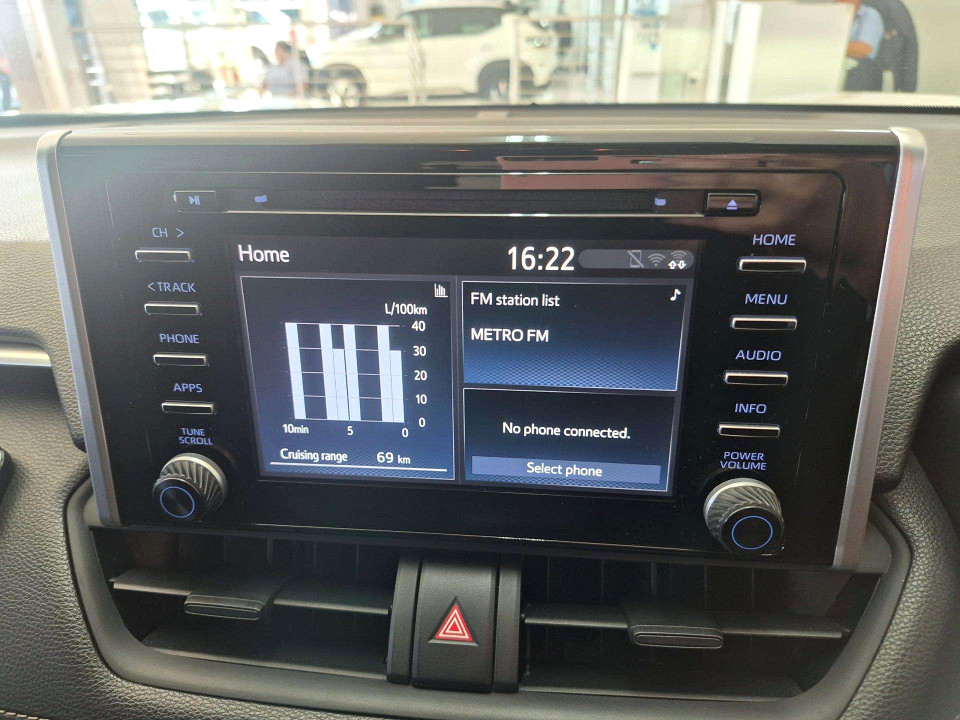 CH >
< TRACK
PHONE
APPS
TUNE
SCROLL
Home
16:22
L/100km
40
30
20
10
0
10min 5 0
Cruising range 69 km
FM station list
METRO FM
No phone connected.
Select phone
HOME
MENU
AUDIO
INFO
POWER
VOLUME